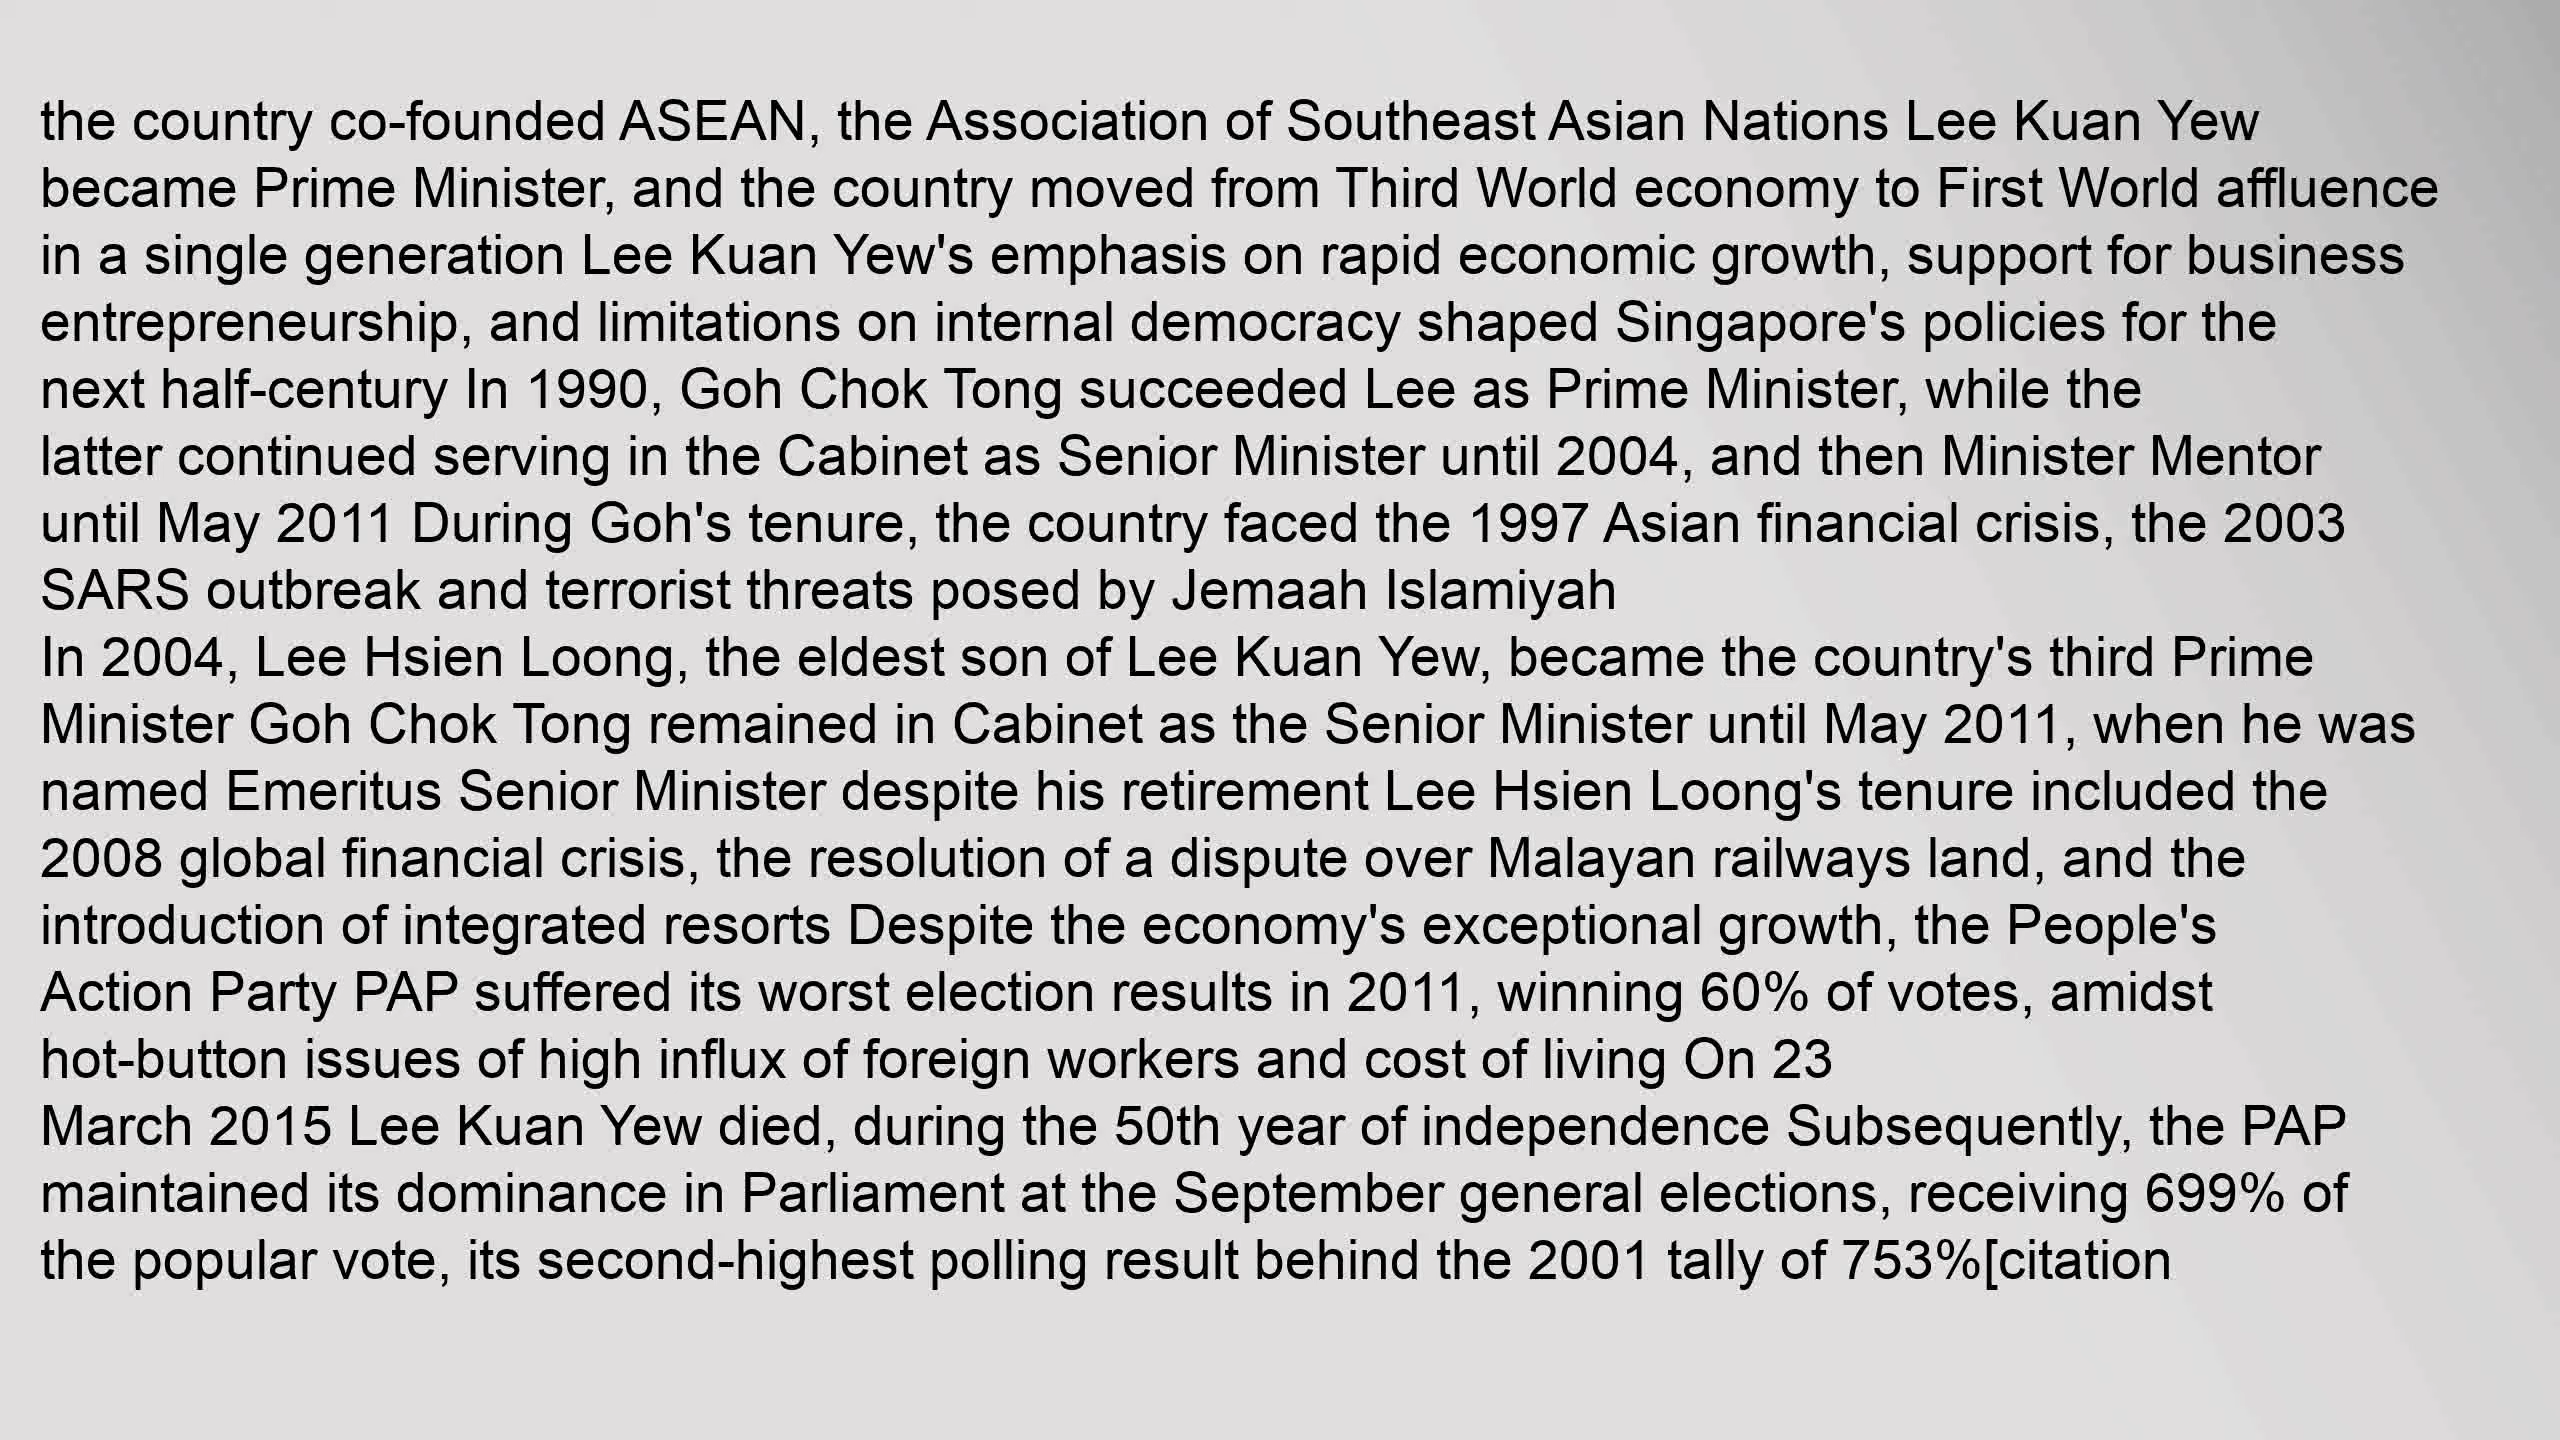 the country co-founded ASEAN, the Association of Southeast Asian Nations Lee Kuan Yew
became Prime Minister, and the country moved from Third World economy to First World affluence
in a single generation Lee Kuan Yew's emphasis on rapid economic growth, support for business
entrepreneurship, and limitations on internal democracy shaped Singapore's policies for the
next half-century In 1990, Goh Chok Tong succeeded Lee as Prime Minister, while the
latter continued serving in the Cabinet as Senior Minister until 2004, and then Minister Mentor
until May 2011 During Goh's tenure, the country faced the 1997 Asian financial crisis, the 2003
SARS outbreak and terrorist threats posed by Jemaah Islamiyah
In 2004, Lee Hsien Loong, the eldest son of Lee Kuan Yew, became the country's third Prime
Minister Goh Chok Tong remained in Cabinet as the Senior Minister until May 2011, when he was
named Emeritus Senior Minister despite his retirement Lee Hsien Loong's tenure included the
2008 global financial crisis, the resolution of a dispute over Malayan railways land, and the
introduction of integrated resorts Despite the economy's exceptional growth, the People's
Action Party PAP suffered its worst election results in 2011, winning 60% of votes, amidst
hot-button issues of high influx of foreign workers and cost of living On 23
March 2015 Lee Kuan Yew died, during the 50th year of independence Subsequently, the PAP
maintained its dominance in Parliament at the September general elections, receiving 699% of
the popular vote, its second-highest polling result behind the 2001 tally of 753%[citation